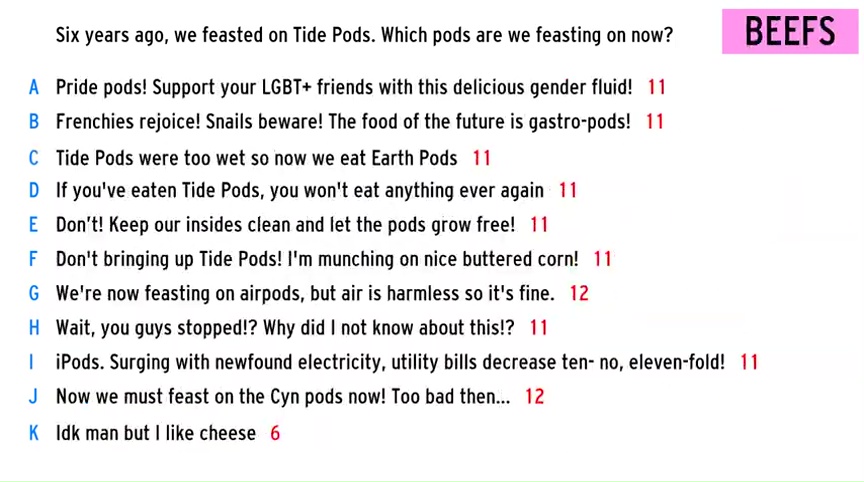 Six years ago, we feasted on Tide Pods. Which pods are we feasting on now?
BEEFS
A Pride pods! Support your LGBT+ friends with this delicious gender fluid! 11
B Frenchies rejoice! Snails beware! The food of the future is gastro-pods! 11
C Tide Pods were too wet so now we eat Earth Pods 11
D If you've eaten Tide Pods, you won't eat anything ever again 11
E Don't! Keep our insides clean and let the pods grow free! 11
F Don't bringing up Tide Pods! I'm munching on nice buttered corn! 11
G We're now feasting on airpods, but air is harmless so it's fine. 12
H Wait, you guys stopped!? Why did I not know about this!? 11
I iPods. Surging with newfound electricity, utility bills decrease ten- no, eleven-fold! 11
J Now we must feast on the Cyn pods now! Too bad then... 12
K Idk man but I like cheese 6